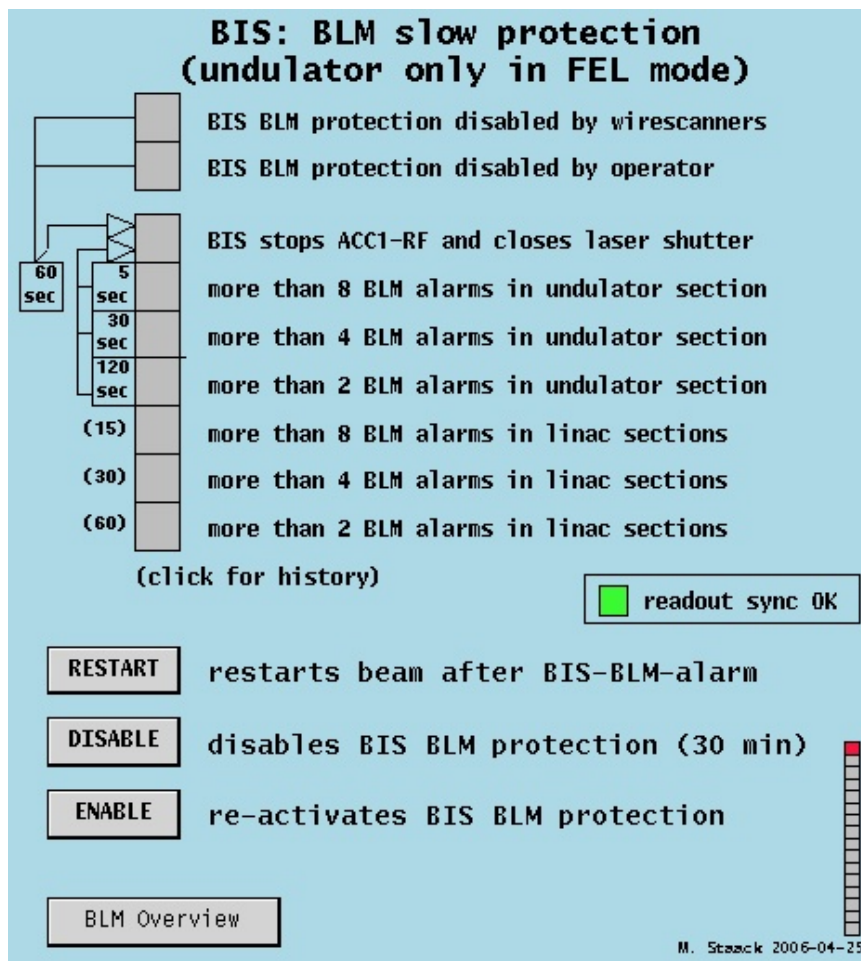 BIS: BLM slow protection
(undulator only in FEL mode)
BIS BLM protection disabled by wirescanners
BIS BLM protection disabled by operator
BIS stops ACC1-RF and closes laser shutter
60 sec
5 sec more than 8 BLM alarms in undulator section
30 sec more than 4 BLM alarms in undulator section
120 sec more than 2 BLM alarms in undulator section
(15) more than 8 BLM alarms in linac sections
(30) more than 4 BLM alarms in linac sections
(60) more than 2 BLM alarms in linac sections
(click for history)
readout sync OK
RESTART restarts beam after BIS-BLM-alarm
DISABLE disables BIS BLM protection (30 min)
ENABLE re-activates BIS BLM protection
BLM Overview
M. Staack 2006-04-25